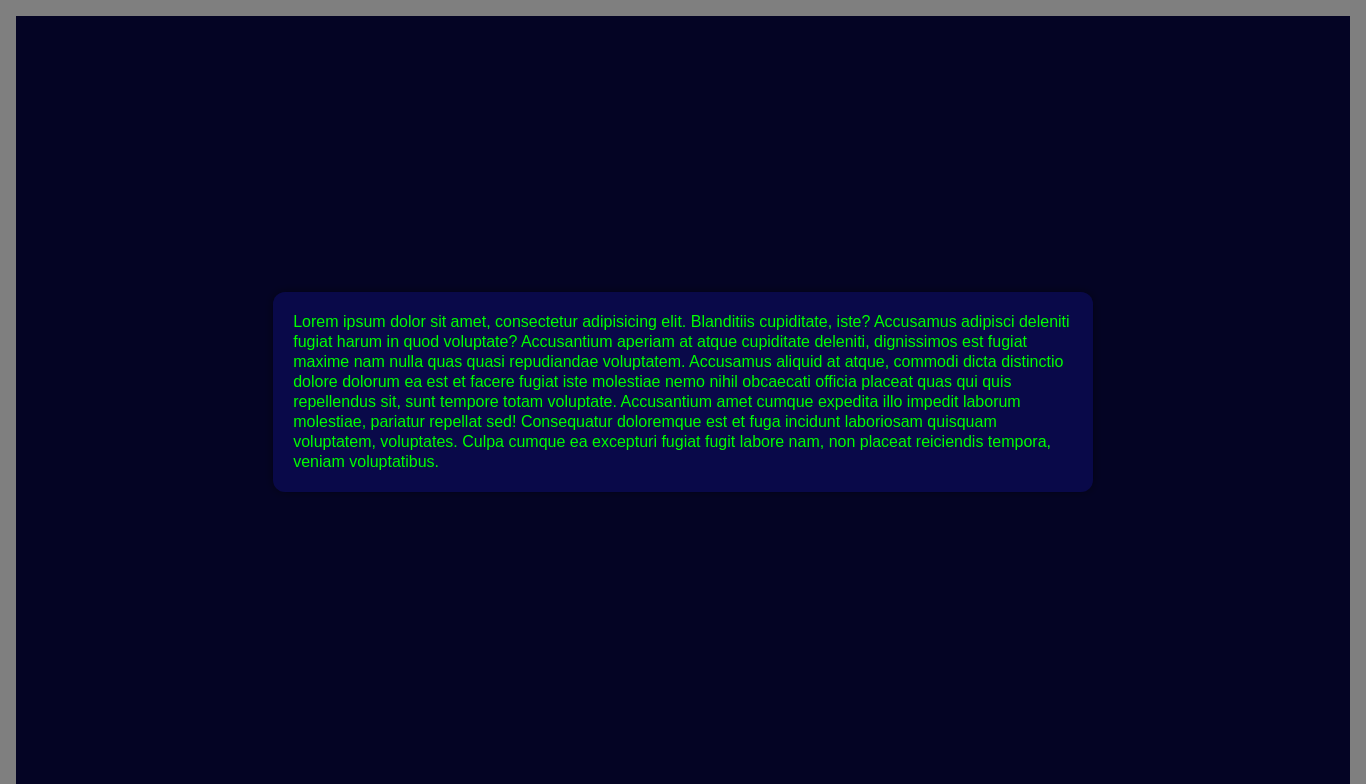 Lorem ipsum dolor sit amet, consectetur adipisicing elit. Blanditiis cupiditate, iste? Accusamus adipisci deleniti
fugiat harum in quod voluptate? Accusantium aperiam at atque cupiditate deleniti, dignissimos est fugiat
maxime nam nulla quas quasi repudiandae voluptatem. Accusamus aliquid at atque, commodi dicta distinctio
dolore dolorum ea est et facere fugiat iste molestiae nemo nihil obcaecati officia placeat quas qui quis
repellendus sit, sunt tempore totam voluptate. Accusantium amet cumque expedita illo impedit laborum
molestiae, pariatur repellat sed! Consequatur doloremque est et fuga incidunt laboriosam quisquam
voluptatem, voluptates. Culpa cumque ea excepturi fugiat fugit labore nam, non placeat reiciendis tempora,
veniam voluptatibus.